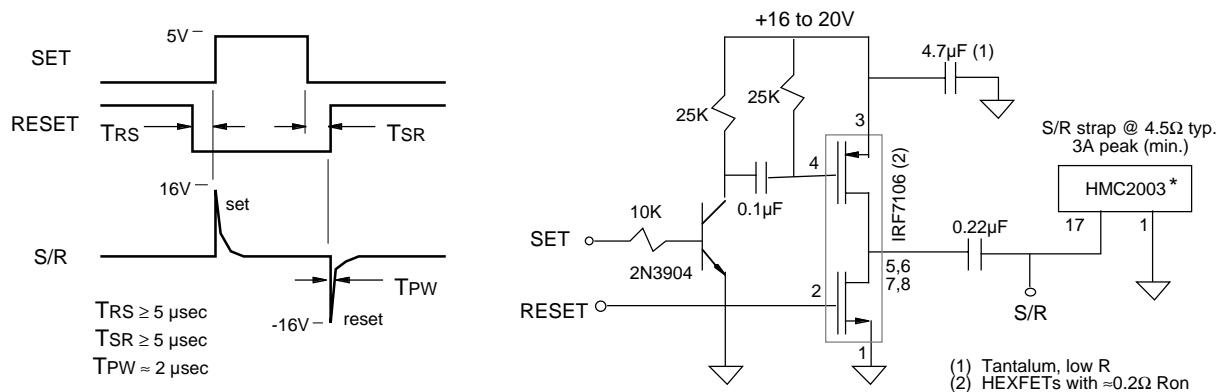 SET
5V
RESET
TRS
TSR
16V
set
S/R
TPW
-16V
reset
TRS ≥ 5 µsec
TSR ≥ 5 µsec
TPW ≈ 2 µsec
+16 to 20V
4.7µF (1)
25K
25K
3
4
0.1µF
IRF7106 (2)
S/R strap @ 4.5Ω typ.
3A peak (min.)
HMC2003*
17
1
10K
SET
2N3904
0.22µF
5,6
7,8
2
RESET
S/R
1
(1) Tantalum, low R
(2) HEXFETs with ≈0.2Ω Ron